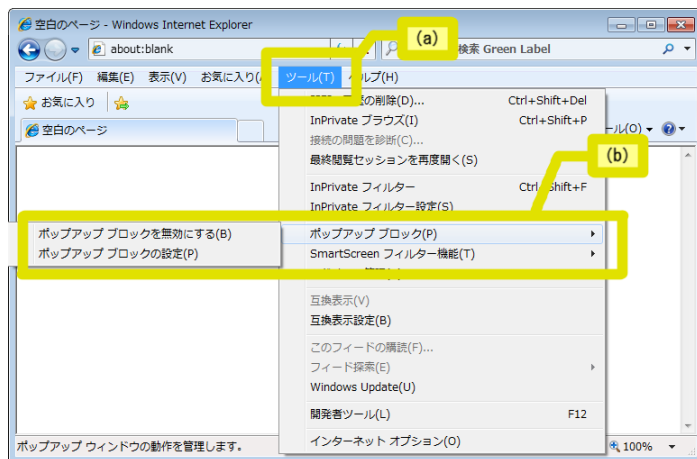 空白のページ - Windows Internet Explorer
(a)
about:blank
検索 Green Label
ファイル(F) 編集(E) 表示(V) お気に入り( ツール(T) ルプ(H)
お気に入り
の削除(D)... Ctrl+Shift+Del
空白のページ
InPrivate ブラウズ(I) Ctrl+Shift+P
ール(O)
接続の問題を診断(C)...
最終閲覧セッションを再度開く(S)
(b)
InPrivate フィルター Ctrl+Shift+F
InPrivate フィルター設定(S)
ポップアップ ブロックを無効にする(B)
ポップアップ ブロック(P)
ポップアップ ブロックの設定(P)
SmartScreen フィルター機能(T)
互換表示(V)
互換表示設定(B)
このフィードの購読(F)...
フィード探索(E)
Windows Update(U)
開発者ツール(L) F12
インターネット オプション(O)
ポップアップ ウィンドウの動作を管理します。
100%